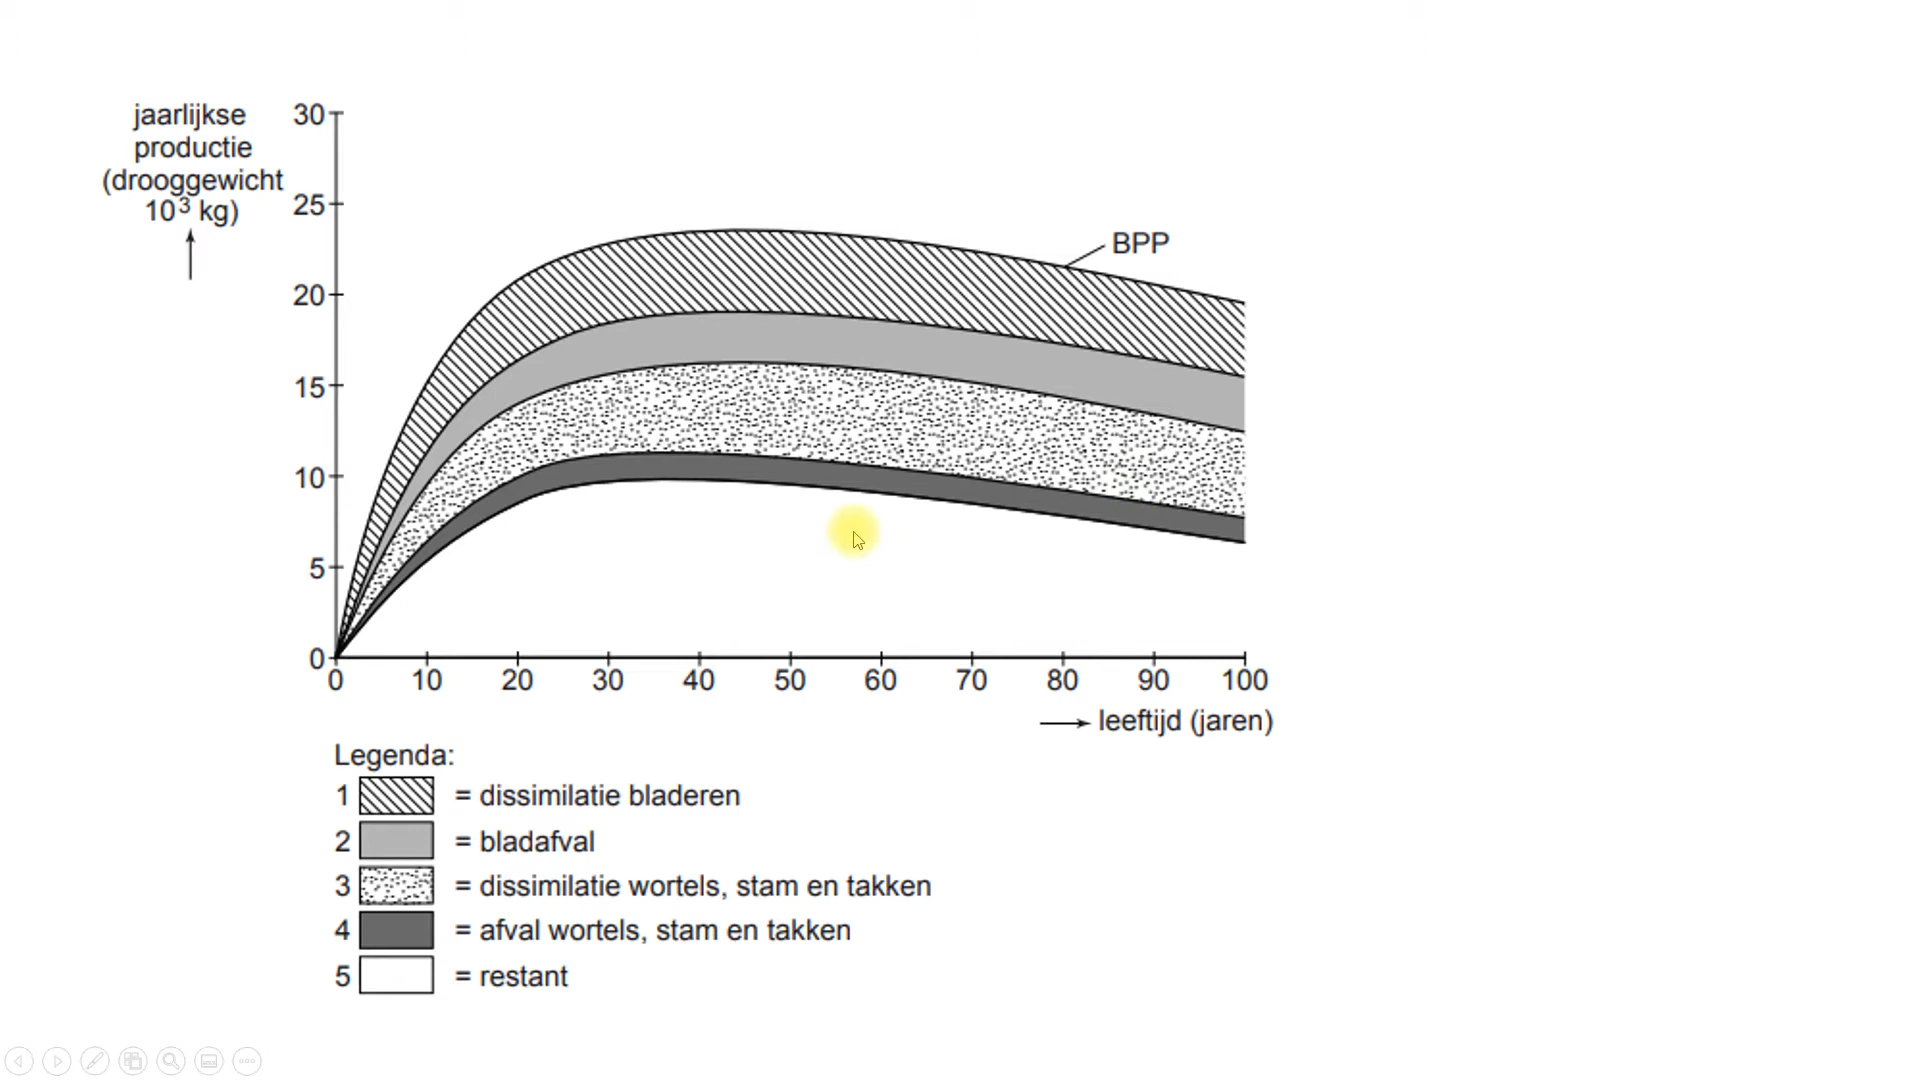 jaarlijkse
productie
(drooggewicht
10³ kg)
30
25
20
15
10
5
0
BPP
0 10 20 30 40 50 60 70 80 90 100
leeftijd (jaren)
Legenda:
1 = dissimilatie bladeren
2 = bladafval
3 = dissimilatie wortels, stam en takken
4 = afval wortels, stam en takken
5 = restant